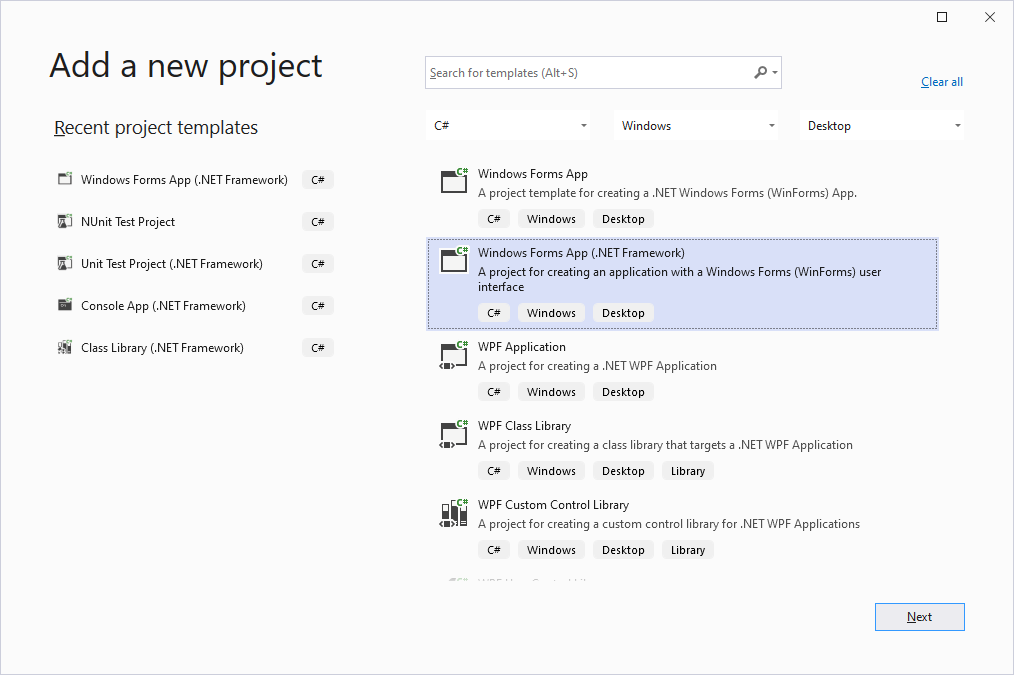 Add a new project
Search for templates (Alt+S)
Clear all
Recent project templates
C#
Windows
Desktop
Windows Forms App (.NET Framework)
C#
NUnit Test Project
C#
Unit Test Project (.NET Framework)
C#
Console App (.NET Framework)
C#
Class Library (.NET Framework)
C#
C#
Windows Forms App
A project template for creating a .NET Windows Forms (WinForms) App.
C# Windows Desktop
C#
Windows Forms App (.NET Framework)
A project for creating an application with a Windows Forms (WinForms) user
interface
C# Windows Desktop
C#
WPF Application
A project for creating a .NET WPF Application
C# Windows Desktop
C#
WPF Class Library
A project for creating a class library that targets a .NET WPF Application
C# Windows Desktop Library
C#
WPF Custom Control Library
A project for creating a custom control library for .NET WPF Applications
C# Windows Desktop Library
Next